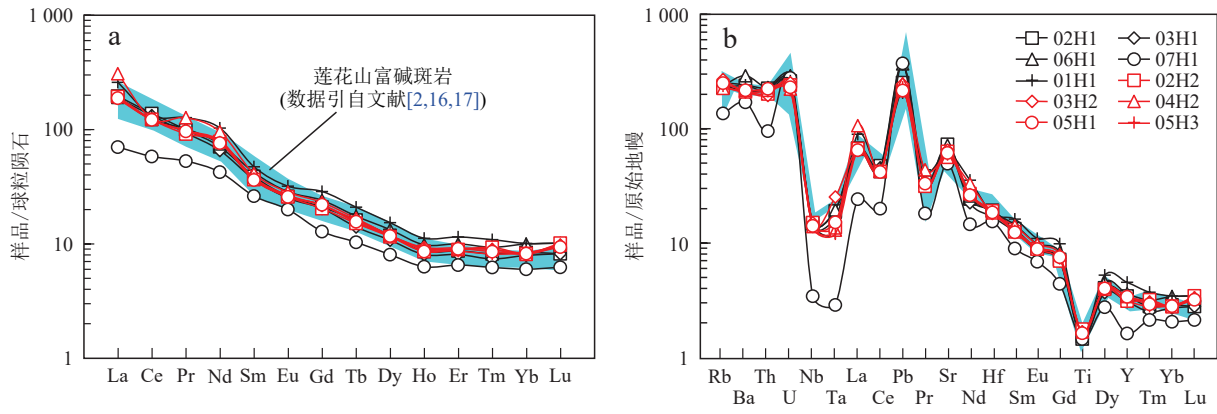 a
样品/球粒陨石
1 000
100
10
1
莲花山富碱斑岩
(数据引自文献[2,16,17])
La Ce Pr Nd Sm Eu Gd Tb Dy Ho Er Tm Yb Lu
b
样品/原始地幔
1 000
100
10
1
02H1 03H1
06H1 07H1
01H1 02H2
03H2 04H2
05H1 05H3
Rb Th Nb La Pb Sr Hf Eu Ti Y Yb
Ba U Ta Ce Pr Nd Sm Gd Dy Tm Lu